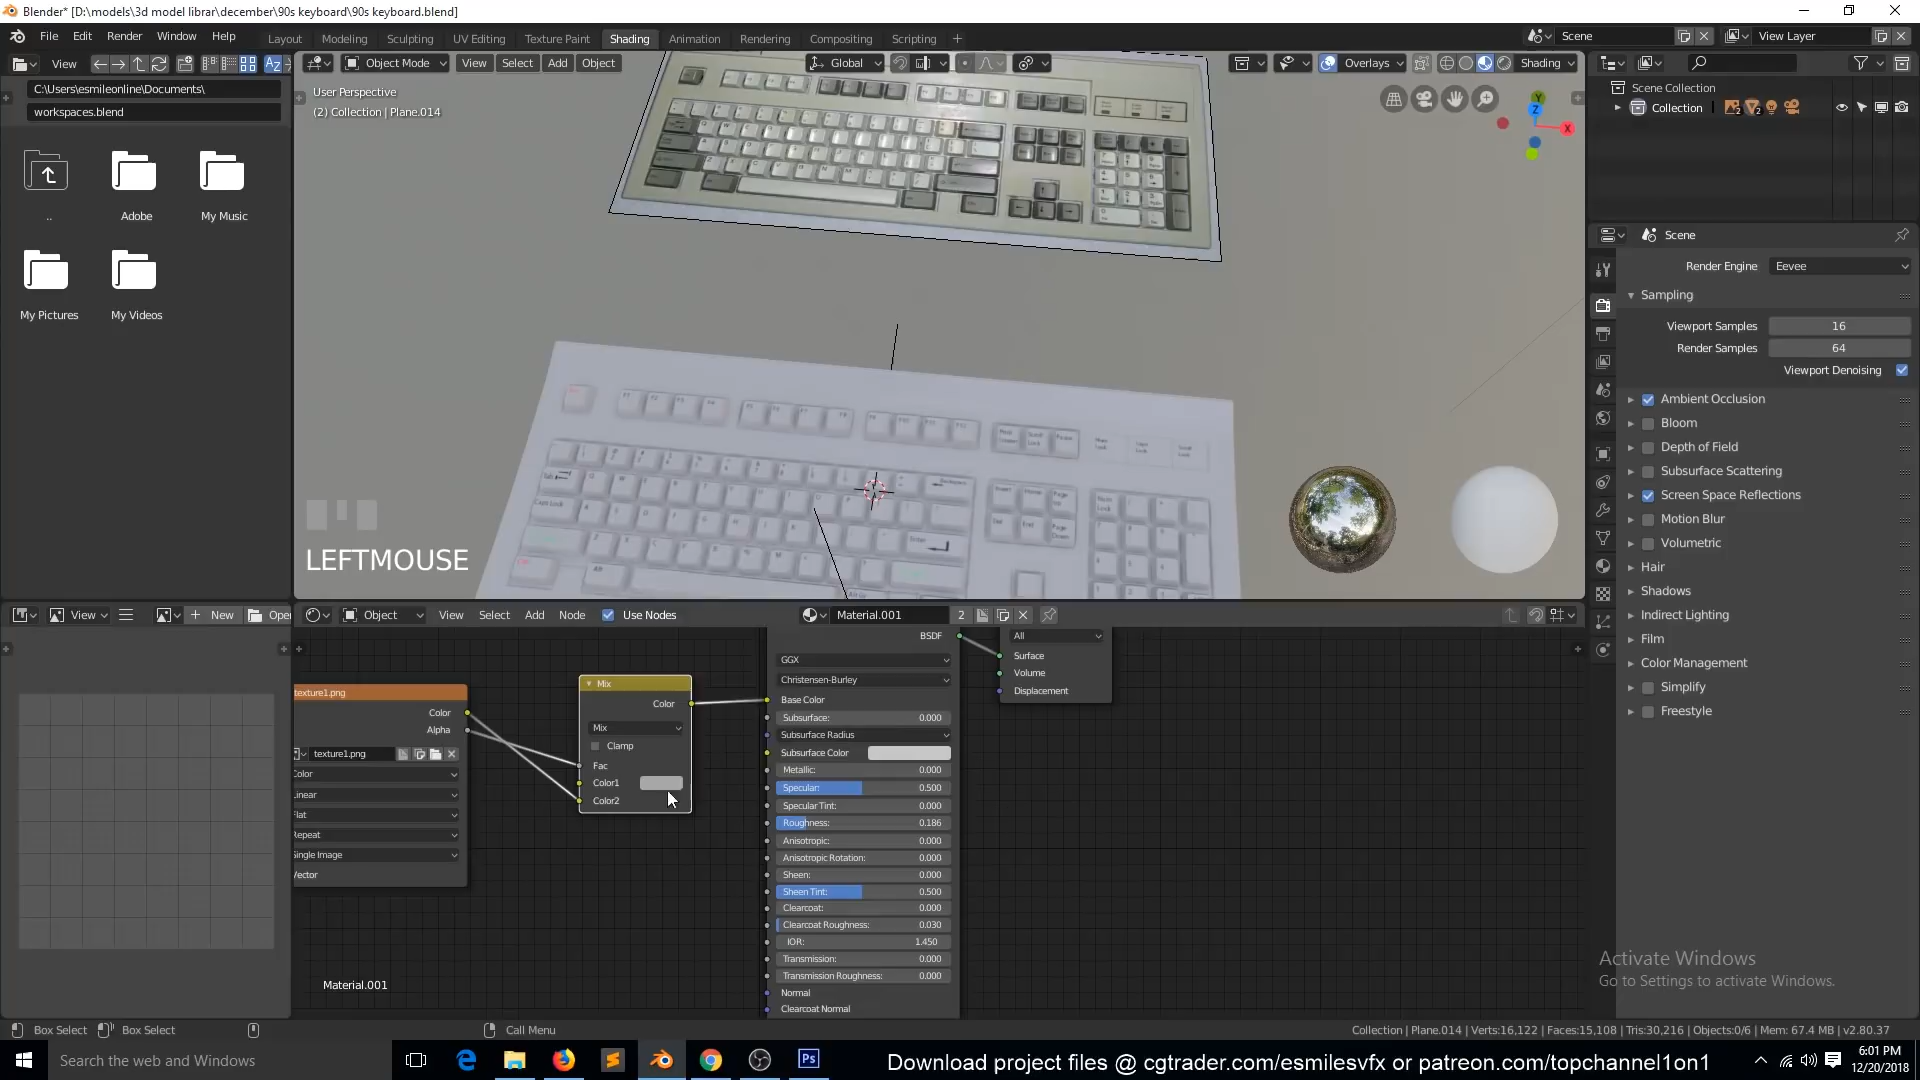 Blender* [D:\models\3d model librar\december\90s keyboard\90s keyboard.blend]
File Edit Render Window Help
Layout Modeling Sculpting UV Editing Texture Paint Shading Animation Rendering Compositing Scripting +
Scene
View Layer
View
Object Mode View Select Add Object
Global
Overlays
Shading
C:\Users\esmileonline\Documents\
workspaces.blend
..
Adobe
My Music
My Pictures
My Videos
User Perspective
(2) Collection | Plane.014
Y
Z
X
LEFTMOUSE
Scene Collection
Collection
Scene
Render Engine Eevee
Sampling
Viewport Samples 16
Render Samples 64
Viewport Denoising
Ambient Occlusion
Bloom
Depth of Field
Subsurface Scattering
Screen Space Reflections
Motion Blur
Volumetric
Hair
Shadows
Indirect Lighting
Film
Color Management
Simplify
Freestyle
View New Open
Object View Select Add Node Use Nodes
Material.001 2
texture1.png
Color
Alpha
texture1.png
Color
Linear
Flat
Repeat
Single Image
Vector
Mix
Color
Mix
Clamp
Fac
Color1
Color2
BSDF
GGX
Christensen-Burley
Base Color
Subsurface: 0.000
Subsurface Radius
Subsurface Color
Metallic: 0.000
Specular: 0.500
Specular Tint: 0.000
Roughness: 0.186
Anisotropic: 0.000
Anisotropic Rotation: 0.000
Sheen: 0.000
Sheen Tint: 0.500
Clearcoat: 0.000
Clearcoat Roughness: 0.030
IOR: 1.450
Transmission: 0.000
Transmission Roughness: 0.000
Normal
Clearcoat Normal
All
Surface
Volume
Displacement
Material.001
Activate Windows
Go to Settings to activate Windows.
Box Select Box Select Call Menu
Collection | Plane.014 | Verts:16,122 | Faces:15,108 | Tris:30,216 | Objects:0/6 | Mem: 67.4 MB | v2.80.37
Search the web and Windows
Download project files @ cgtrader.com/esmilesvfx or patreon.com/topchannel1on1
6:01 PM
12/20/2018